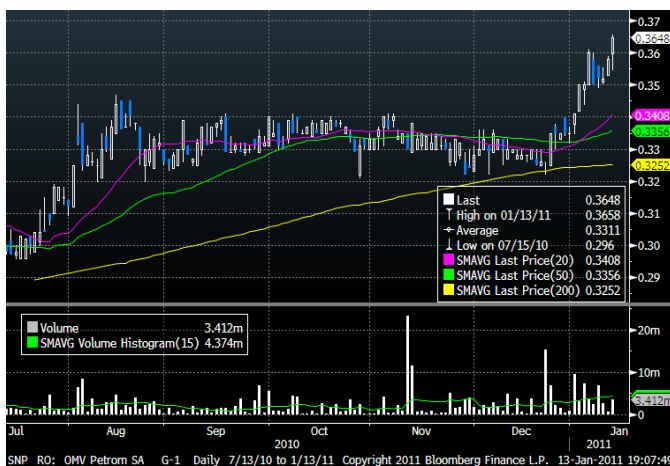 0.37
0.3648
0.36
0.35
0.3408
0.34
0.3356
0.33
0.3252
0.32
Last 0.3648
High on 01/13/11 0.3658
Average 0.3311
Low on 07/15/10 0.296
SMAVG Last Price(20) 0.3408
SMAVG Last Price(50) 0.3356
SMAVG Last Price(200) 0.3252
0.31
0.30
0.29
Volume 3.412m
SMAVG Volume Histogram(15) 4.374m
20m
10m
3.412m
0
Jul Aug Sep Oct Nov Dec Jan
2010 2011
SNP RO: OMV Petrom SA G-1 Daily 7/13/10 to 1/13/11 Copyright 2011 Bloomberg Finance L.P. 13-Jan-2011 19:07:4